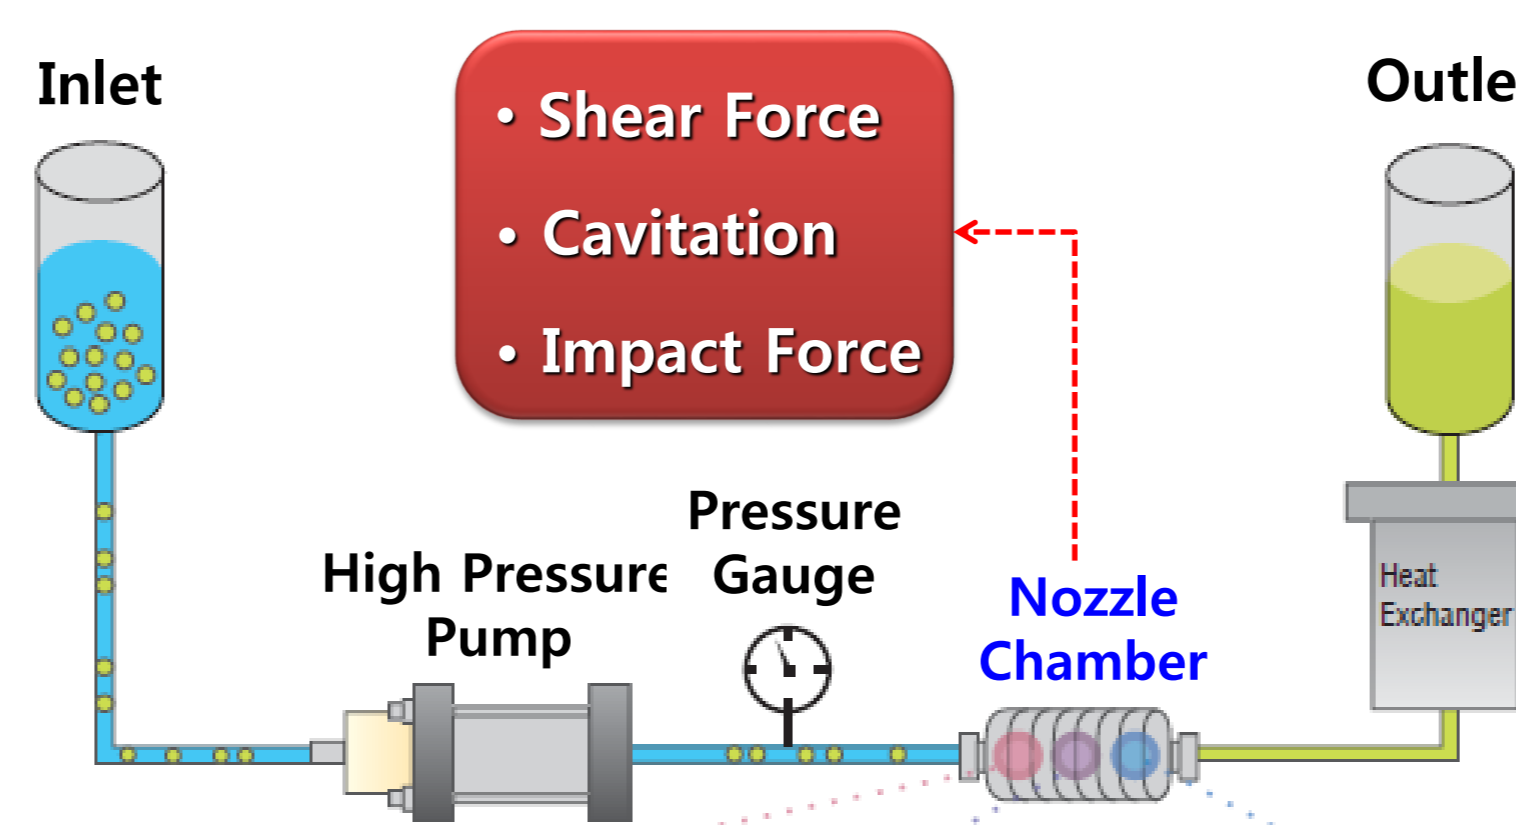 Inlet
• Shear Force
• Cavitation
• Impact Force
Outle
High Pressure
Pump
Pressure
Gauge
Nozzle
Chamber
Heat
Exchanger